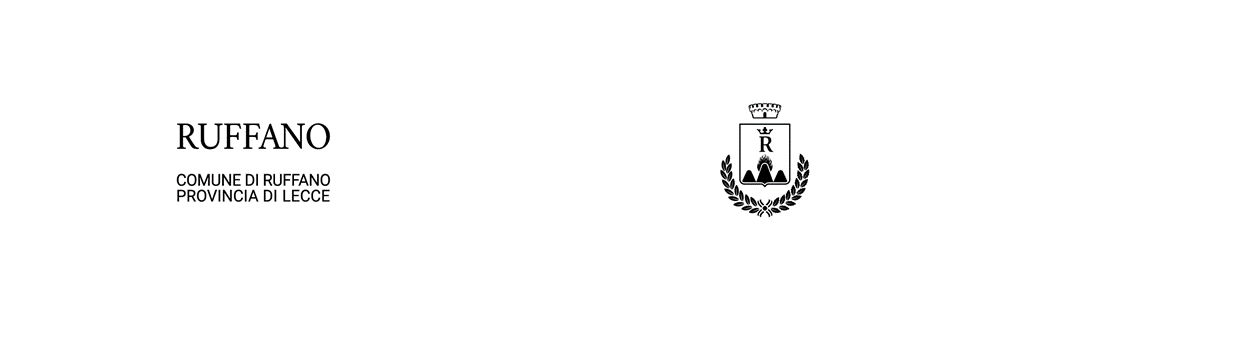 RUFFANO
COMUNE DI RUFFANO
PROVINCIA DI LECCE
R